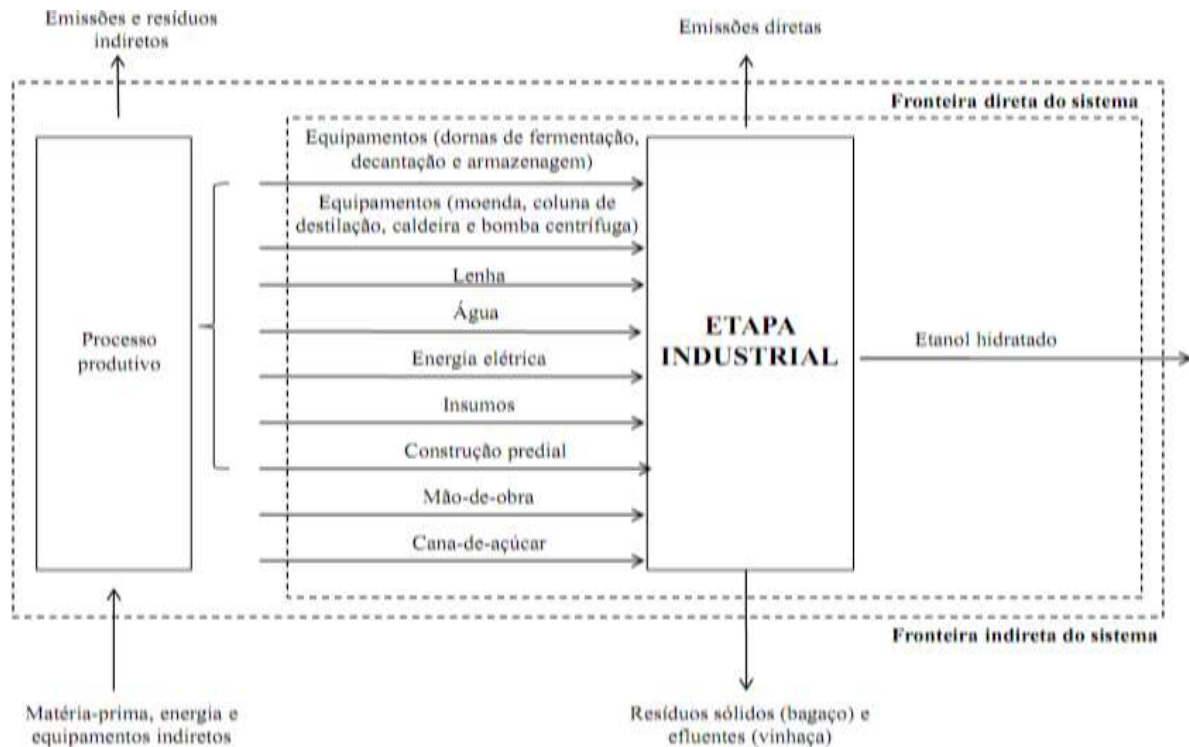 Emissões e resíduos
indiretos
Emissões diretas
Fronteira direta do sistema
Equipamentos (dornas de fermentação,
decantação e armazenagem)
Equipamentos (moenda, coluna de
destilação, caldeira e bomba centrífuga)
Lenha
Água
Energia elétrica
Insumos
Construção predial
Mão-de-obra
Cana-de-açúcar
Processo
produtivo
ETAPA
INDUSTRIAL
Etanol hidratado
Fronteira indireta do sistema
Matéria-prima, energia e
equipamentos indiretos
Resíduos sólidos (bagaço) e
efluentes (vinhaça)